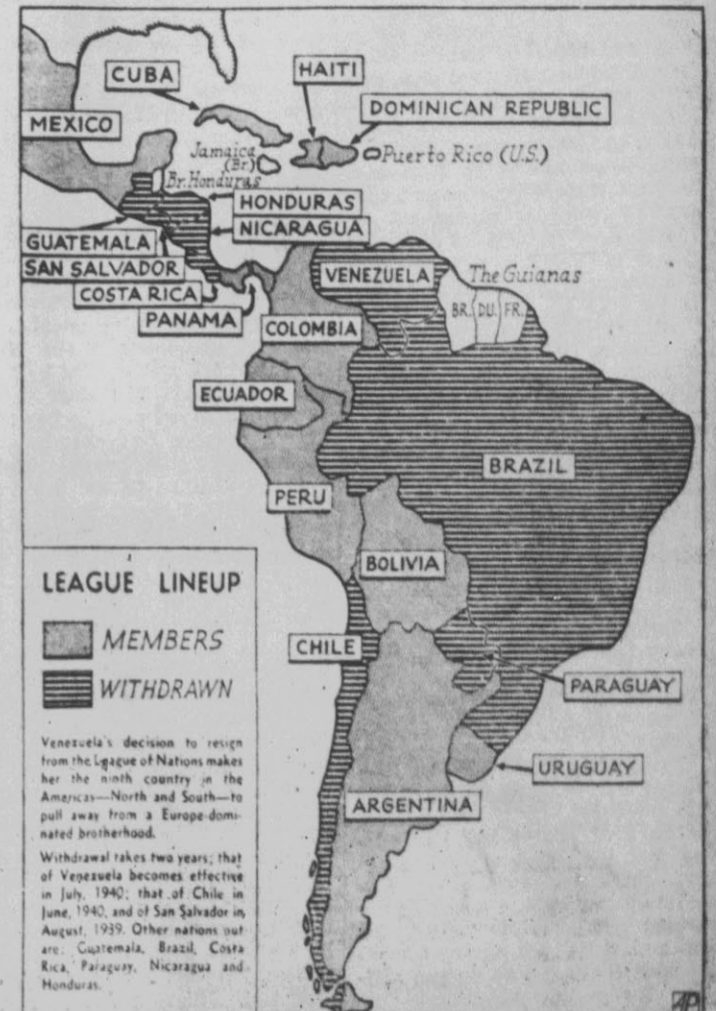 CUBA
HAITI
DOMINICAN REPUBLIC
MEXICO
Jamaica
(Br)
Puerto Rico (U.S.)
Br. Honduras
HONDURAS
NICARAGUA
GUATEMALA
SAN SALVADOR
COSTA RICA
PANAMA
VENEZUELA
The Guianas
BR. DU. FR.
COLOMBIA
ECUADOR
BRAZIL
PERU
BOLIVIA
CHILE
PARAGUAY
URUGUAY
ARGENTINA
LEAGUE LINEUP
MEMBERS
WITHDRAWN
Venezuela's decision to resign
from the League of Nations makes
her the ninth country in the
Americas—North and South—to
pull away from a Europe-domi-
nated brotherhood.
Withdrawal takes two years; that
of Venezuela becomes effective
in July, 1940; that of Chile in
June, 1940, and of San Salvador in
August, 1939. Other nations out
are: Guatemala, Brazil, Costa
Rica, Paraguay, Nicaragua and
Honduras.
AP